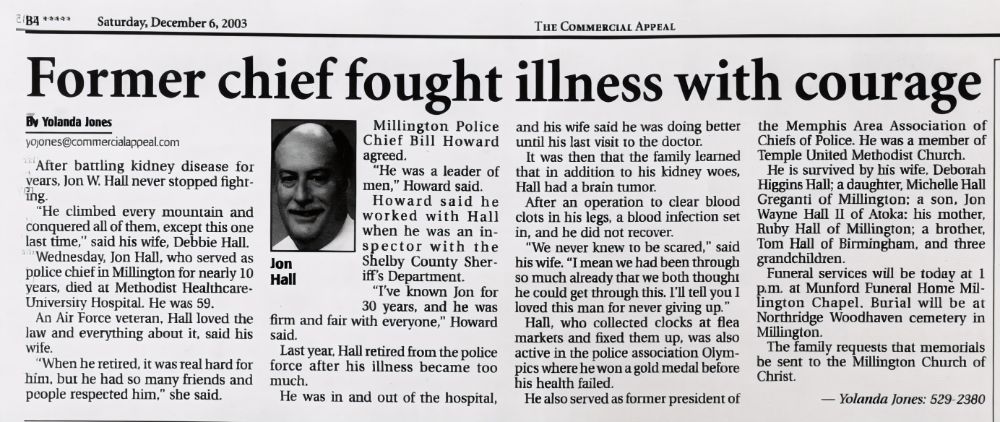 B4 *****
Saturday, December 6, 2003
THE COMMERCIAL APPEAL
Former chief fought illness with courage
By Yolanda Jones
yojones@commercialappeal.com
After battling kidney disease for
years, Jon W. Hall never stopped fight-
ing.
"He climbed every mountain and
conquered all of them, except this one
last time," said his wife, Debbie Hall.
Wednesday, Jon Hall, who served as
police chief in Millington for nearly 10
years, died at Methodist Healthcare-
University Hospital. He was 59.
An Air Force veteran, Hall loved the
law and everything about it, said his
wife.
"When he retired, it was real hard for
him, but he had so many friends and
people respected him," she said.
Jon
Hall
Millington Police
Chief Bill Howard
agreed.
"He was a leader of
men," Howard said.
Howard said he
worked with Hall
when he was an in-
spector with the
Shelby County Sher-
iff's Department.
"I've known Jon for
30 years, and he was
firm and fair with everyone," Howard
said.
Last year, Hall retired from the police
force after his illness became too
much.
He was in and out of the hospital,
and his wife said he was doing better
until his last visit to the doctor.
It was then that the family learned
that in addition to his kidney woes,
Hall had a brain tumor.
After an operation to clear blood
clots in his legs, a blood infection set
in, and he did not recover.
"We never knew to be scared," said
his wife. "I mean we had been through
so much already that we both thought
he could get through this. I'll tell you I
loved this man for never giving up."
Hall, who collected clocks at flea
markets and fixed them up, was also
active in the police association Olym-
pics where he won a gold medal before
his health failed.
He also served as former president of
the Memphis Area Association of
Chiefs of Police. He was a member of
Temple United Methodist Church.
He is survived by his wife, Deborah
Higgins Hall; a daughter, Michelle Hall
Greganti of Millington; a son, Jon
Wayne Hall II of Atoka; his mother,
Ruby Hall of Millington; a brother,
Tom Hall of Birmingham, and three
grandchildren.
Funeral services will be today at 1
p.m. at Munford Funeral Home Mil-
lington Chapel. Burial will be at
Northridge Woodhaven cemetery in
Millington.
The family requests that memorials
be sent to the Millington Church of
Christ.
— Yolanda Jones: 529-2380